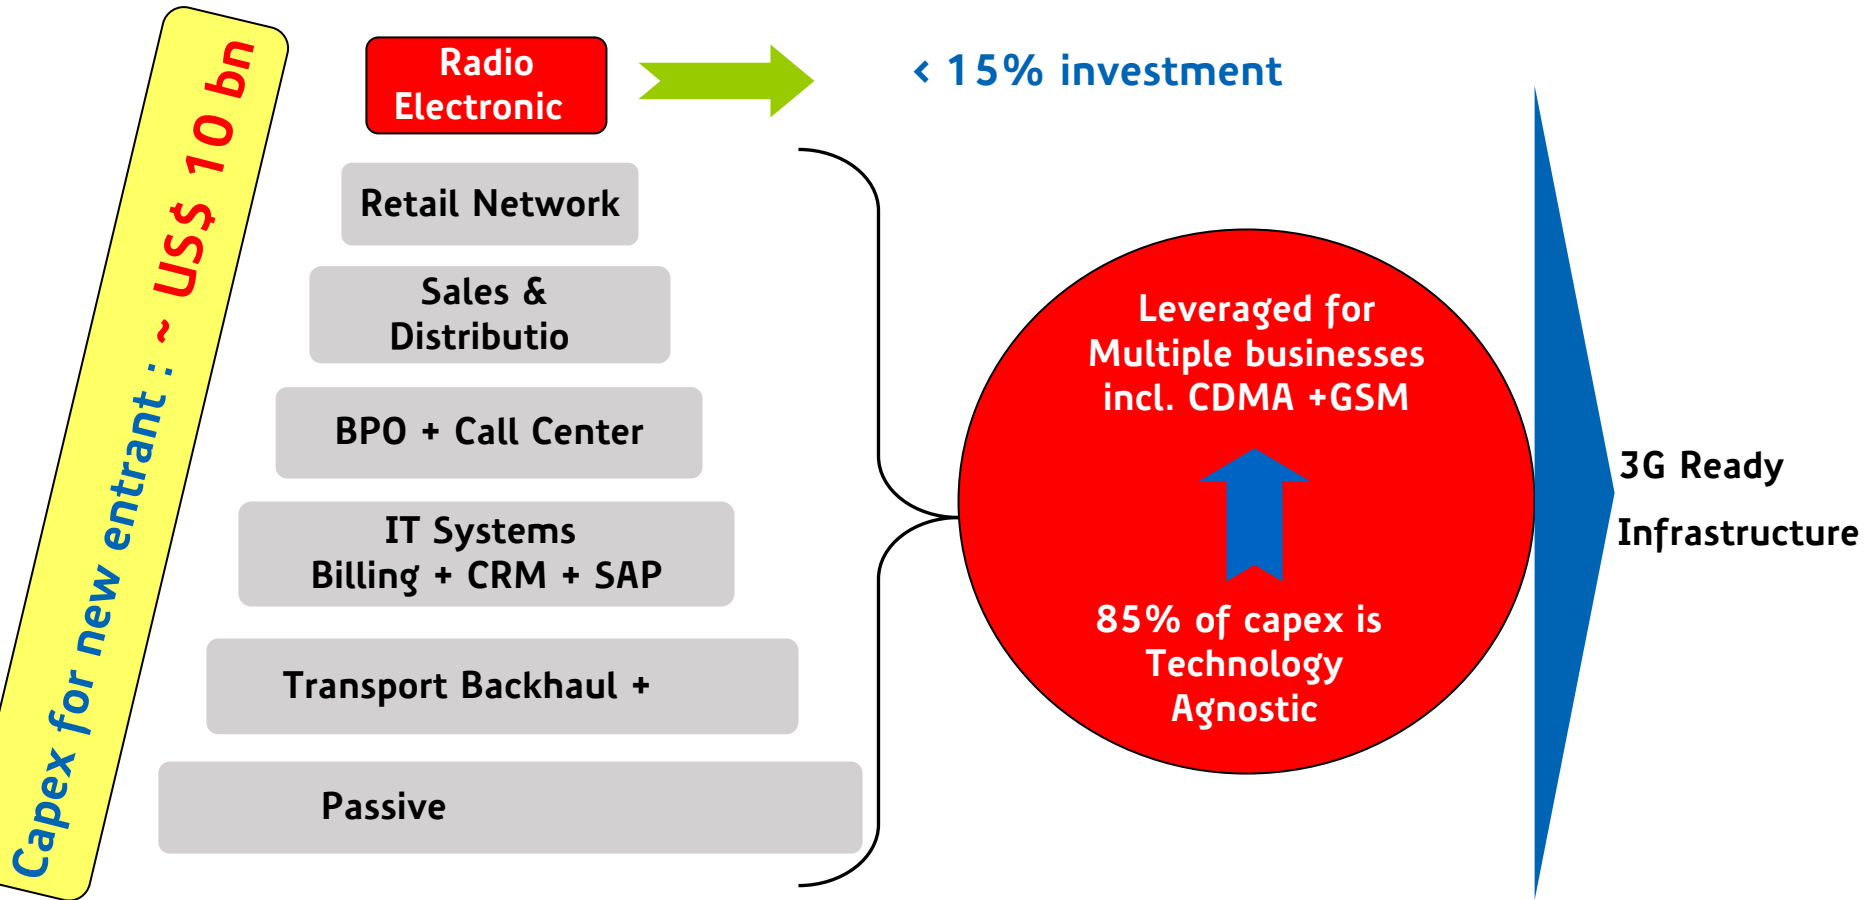 Capex for new entrant : ~ US$ 10 bn
Radio
Electronic
< 15% investment
Retail Network
Sales &
Distributio
BPO + Call Center
IT Systems
Billing + CRM + SAP
Transport Backhaul +
Passive
Leveraged for
Multiple businesses
incl. CDMA +GSM
85% of capex is
Technology
Agnostic
3G Ready
Infrastructure